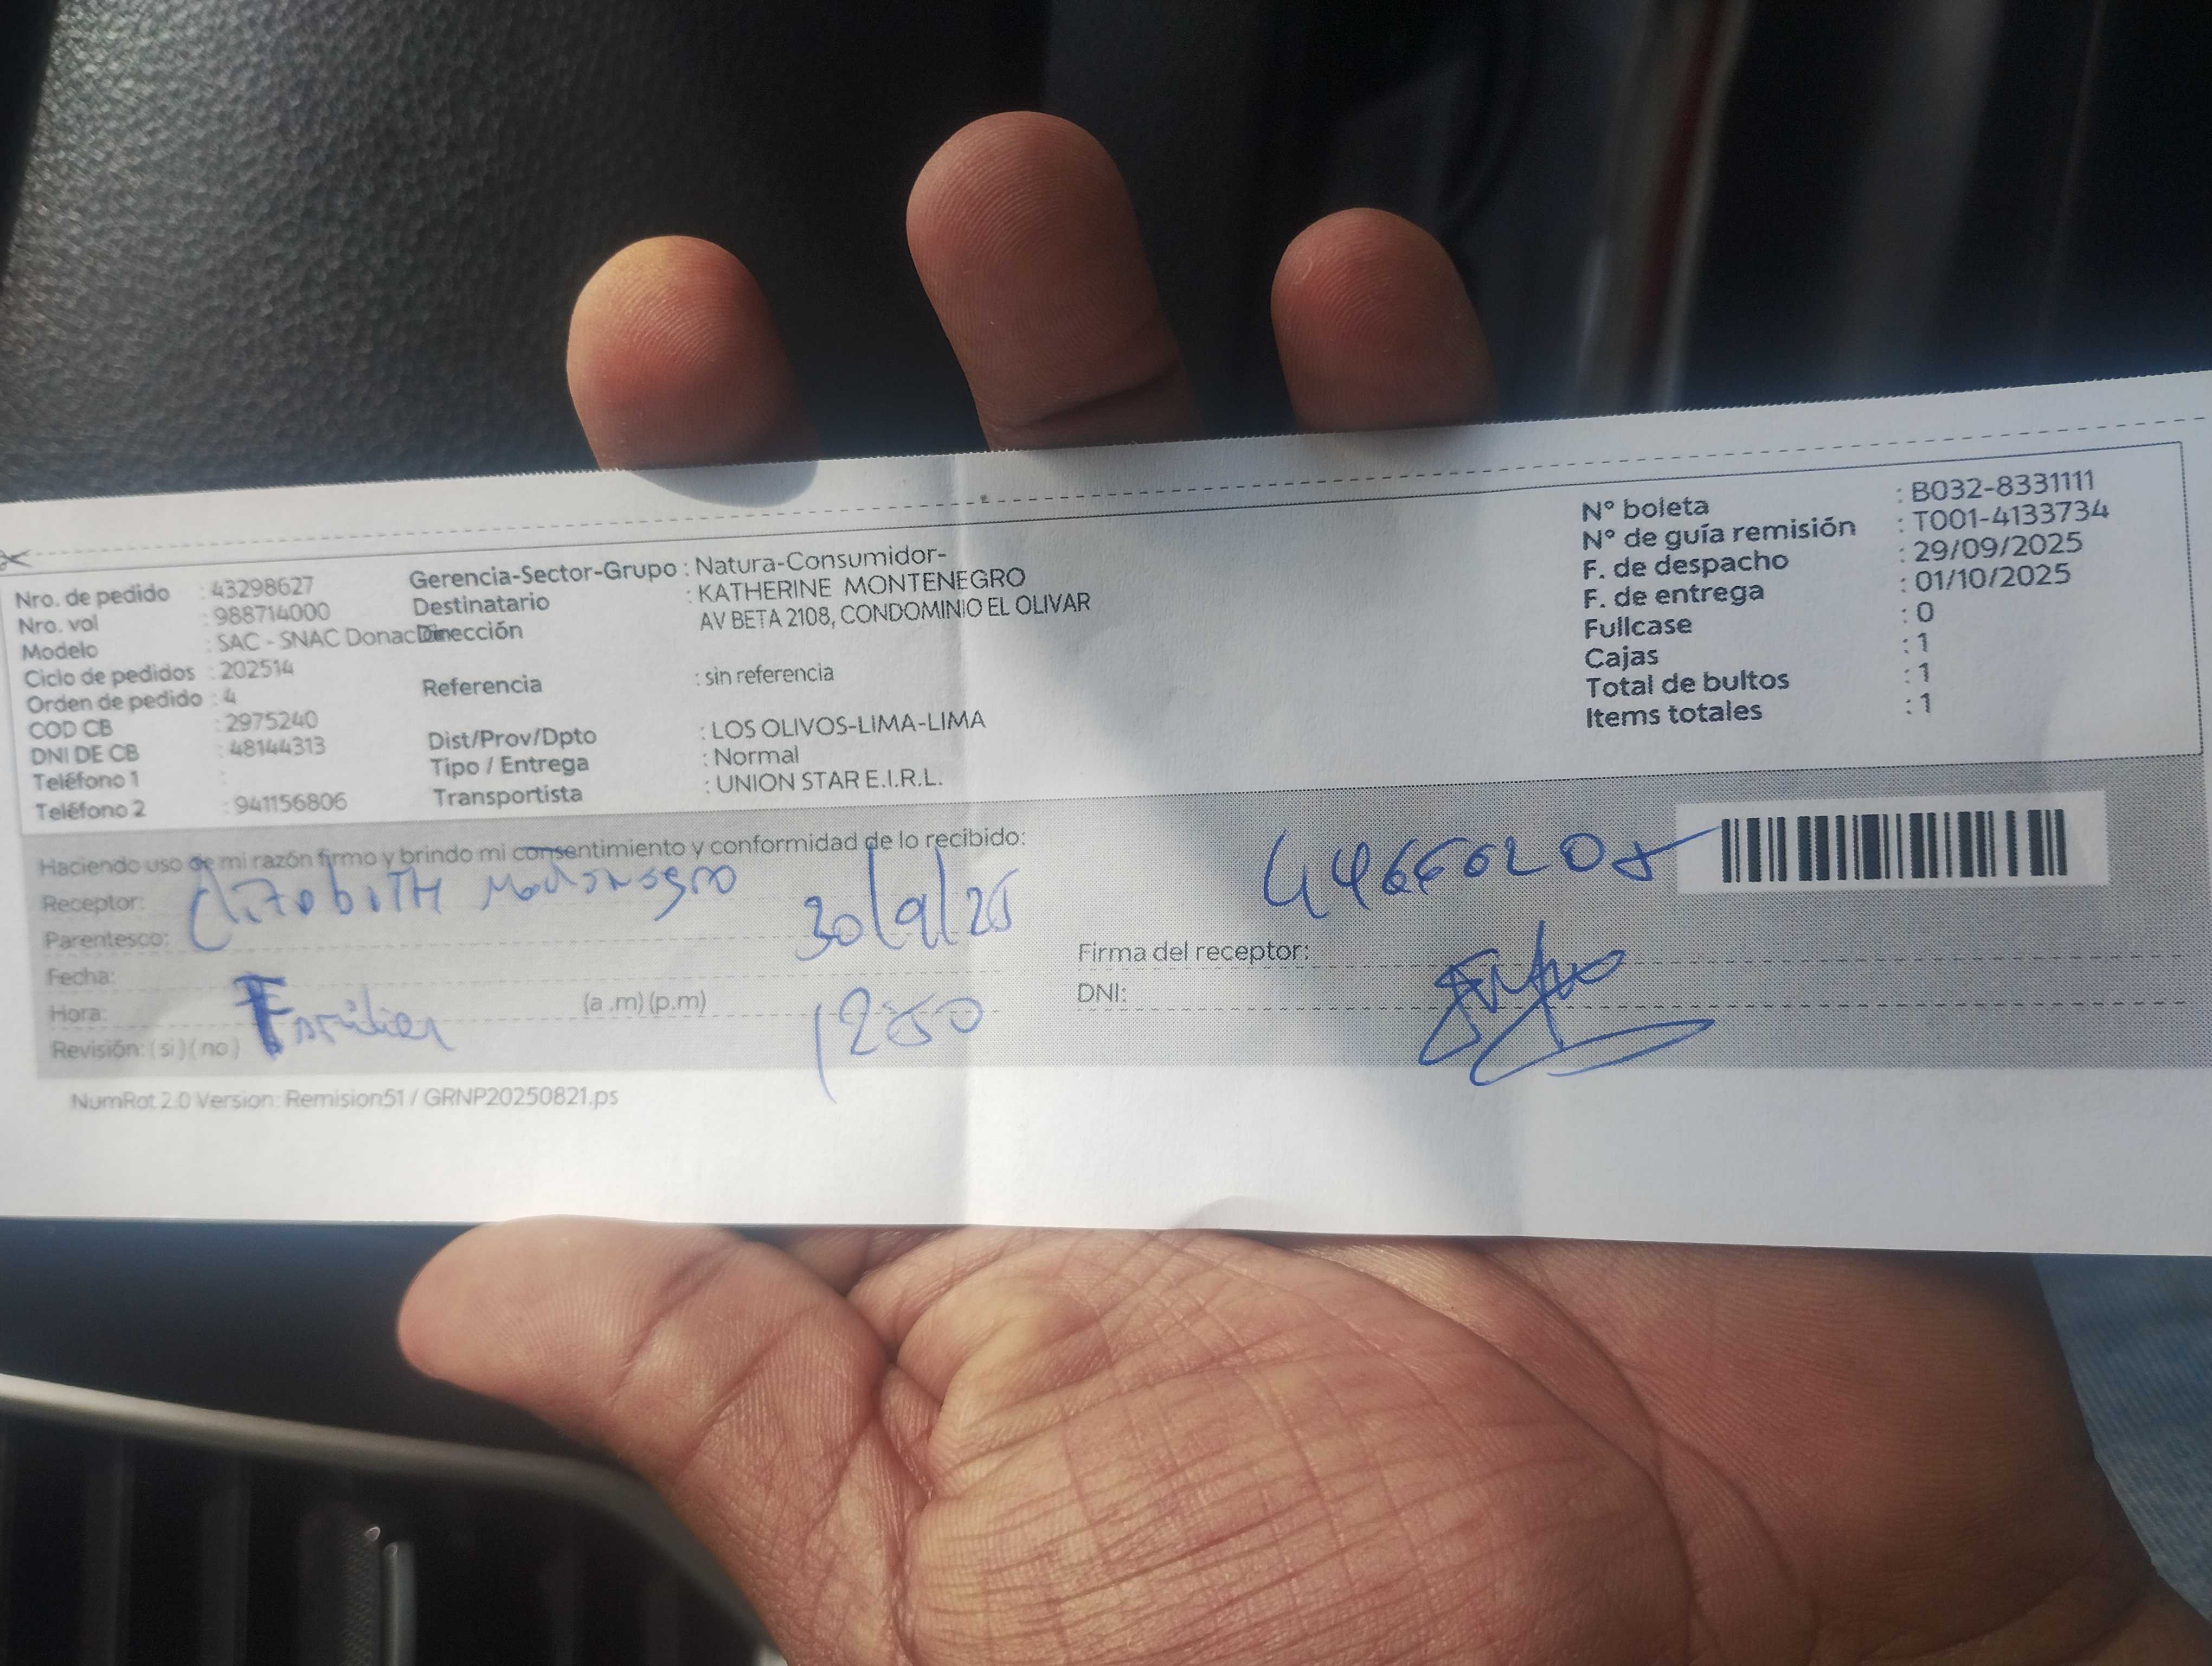 Nro. de pedido : 43298627
Nro. vol : 988714000
Modelo : SAC - SNAC Donación
Ciclo de pedidos : 202514
Orden de pedido : 4
COD CB : 2975240
DNI DE CB : 48144313
Teléfono 1 :
Teléfono 2 : 941156806
Gerencia-Sector-Grupo : Natura-Consumidor-
Destinatario : KATHERINE MONTENEGRO
Dirección AV BETA 2108, CONDOMINIO EL OLIVAR
Referencia : sin referencia
Dist/Prov/Dpto : LOS OLIVOS-LIMA-LIMA
Tipo / Entrega : Normal
Transportista : UNION STAR E.I.R.L.
N° boleta : B032-8331111
N° de guía remisión : T001-4133734
F. de despacho : 29/09/2025
F. de entrega : 01/10/2025
Fullcase : 0
Cajas : 1
Total de bultos : 1
Items totales : 1
Haciendo uso de mi razón firmo y brindo mi consentimiento y conformidad de lo recibido:
Receptor:
Parentesco:
30/9/25
Fecha:
Hora: (a .m) (p.m)
Familiar
1250
Revisión: ( si ) ( no )
Firma del receptor:
DNI:
NumRot 2.0 Version: Remision51 / GRNP20250821.ps